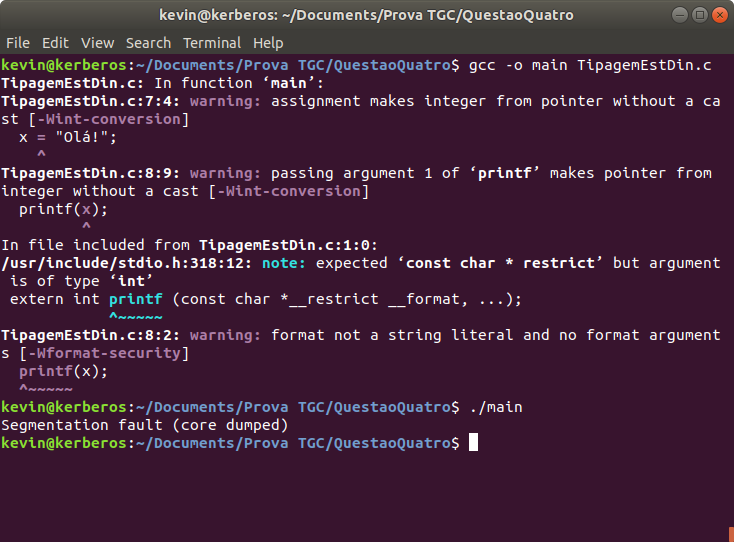 kevin@kerberos: ~/Documents/Prova TGC/QuestaoQuatro
File Edit View Search Terminal Help
kevin@kerberos:~/Documents/Prova TGC/QuestaoQuatro$ gcc -o main TipagemEstDin.c
TipagemEstDin.c: In function ‘main’:
TipagemEstDin.c:7:4: warning: assignment makes integer from pointer without a ca
st [-Wint-conversion]
  x = "Olá!";
    ^
TipagemEstDin.c:8:9: warning: passing argument 1 of ‘printf’ makes pointer from
integer without a cast [-Wint-conversion]
  printf(x);
         ^
In file included from TipagemEstDin.c:1:0:
/usr/include/stdio.h:318:12: note: expected ‘const char * restrict’ but argument
 is of type ‘int’
 extern int printf (const char *__restrict __format, ...);
            ^~~~~~
TipagemEstDin.c:8:2: warning: format not a string literal and no format argument
s [-Wformat-security]
  printf(x);
  ^~~~~~
kevin@kerberos:~/Documents/Prova TGC/QuestaoQuatro$ ./main
Segmentation fault (core dumped)
kevin@kerberos:~/Documents/Prova TGC/QuestaoQuatro$